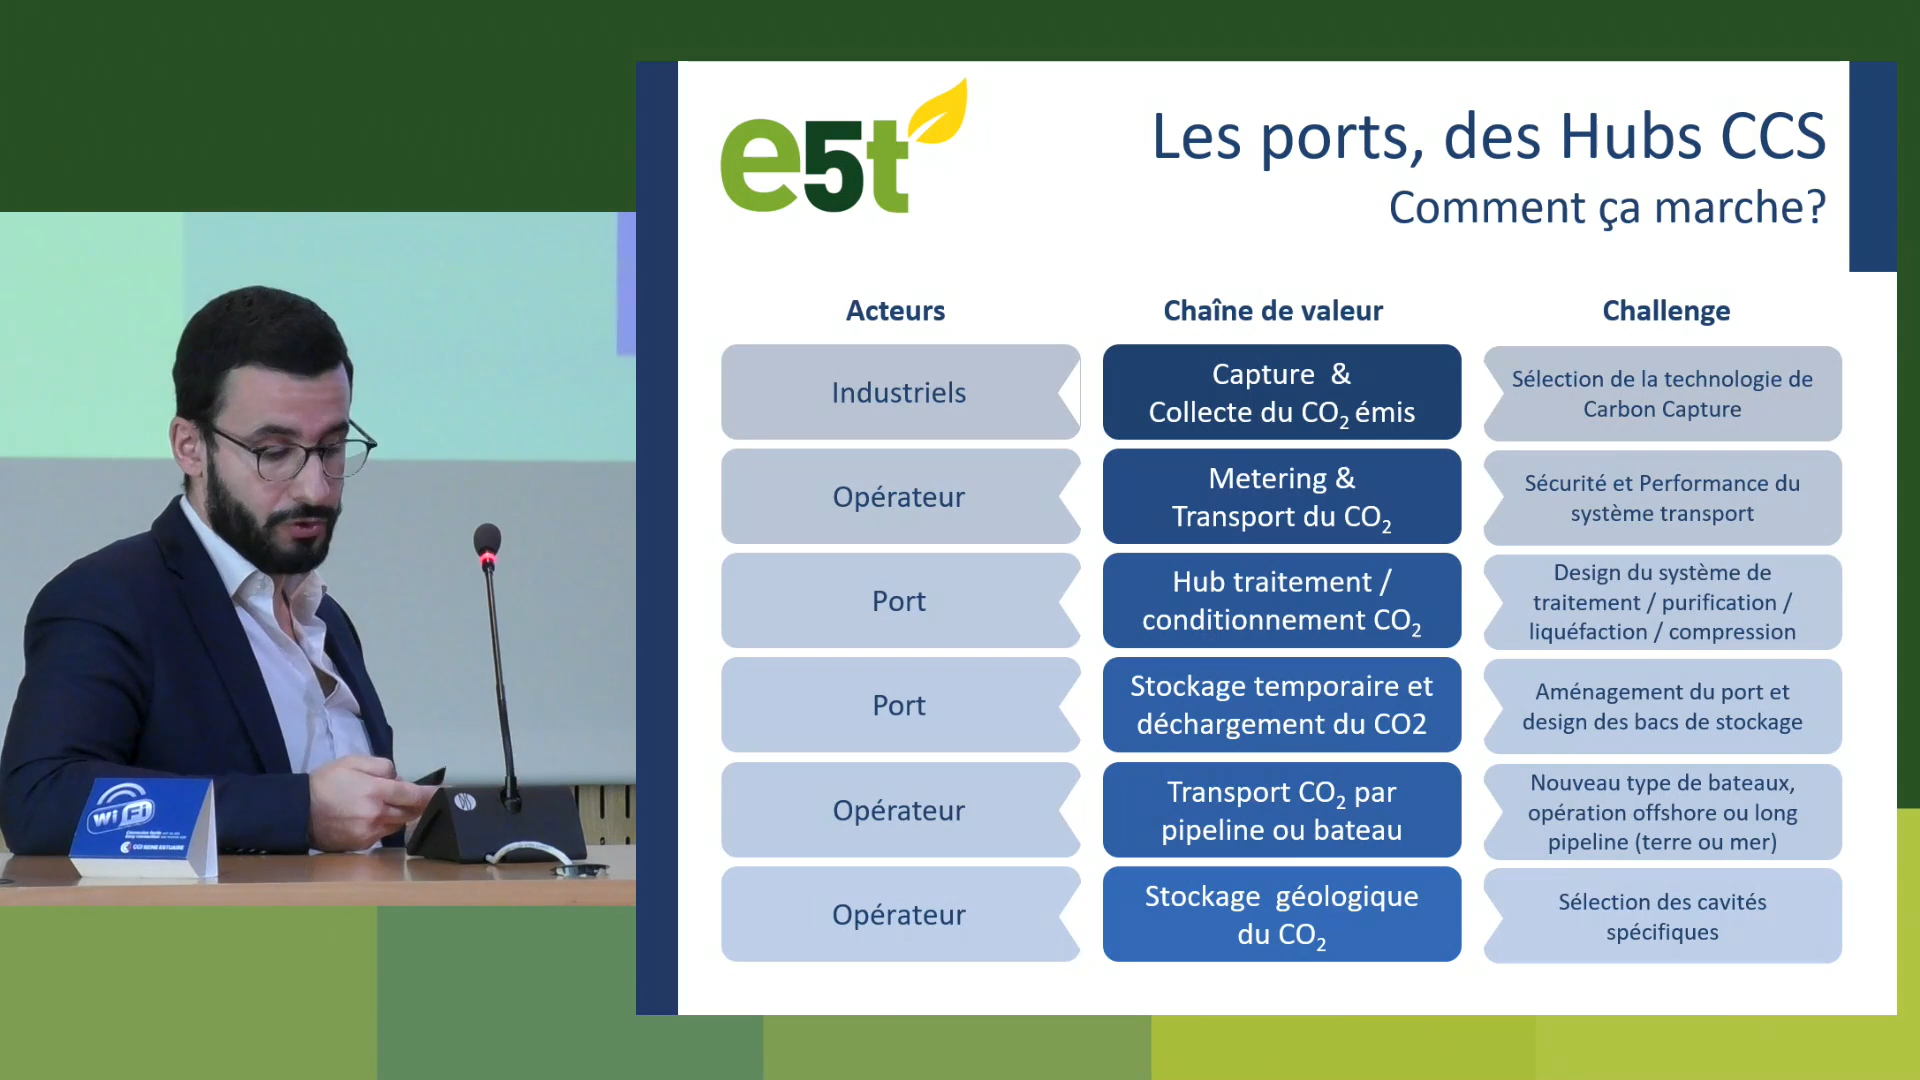 e5t
Les ports, des Hubs CCS
Comment ça marche?
Acteurs
Chaîne de valeur
Challenge
Industriels
Capture &
Collecte du CO₂ émis
Sélection de la technologie de
Carbon Capture
Opérateur
Metering &
Transport du CO₂
Sécurité et Performance du
système transport
Port
Hub traitement /
conditionnement CO₂
Design du système de
traitement / purification /
liquéfaction / compression
Port
Stockage temporaire et
déchargement du CO2
Aménagement du port et
design des bacs de stockage
Opérateur
Transport CO₂ par
pipeline ou bateau
Nouveau type de bateaux,
opération offshore ou long
pipeline (terre ou mer)
Opérateur
Stockage géologique
du CO₂
Sélection des cavités
spécifiques
Wi Fi
CCI SEINE ESTUAIRE